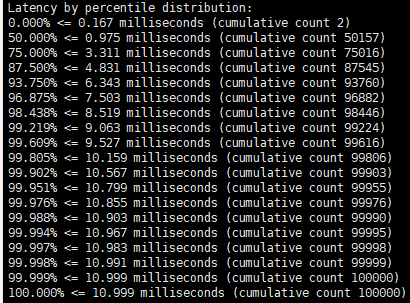 Latency by percentile distribution:
0.000% <= 0.167 milliseconds (cumulative count 2)
50.000% <= 0.975 milliseconds (cumulative count 50157)
75.000% <= 3.311 milliseconds (cumulative count 75016)
87.500% <= 4.831 milliseconds (cumulative count 87545)
93.750% <= 6.343 milliseconds (cumulative count 93760)
96.875% <= 7.503 milliseconds (cumulative count 96882)
98.438% <= 8.519 milliseconds (cumulative count 98446)
99.219% <= 9.063 milliseconds (cumulative count 99224)
99.609% <= 9.527 milliseconds (cumulative count 99616)
99.805% <= 10.159 milliseconds (cumulative count 99806)
99.902% <= 10.567 milliseconds (cumulative count 99903)
99.951% <= 10.799 milliseconds (cumulative count 99955)
99.976% <= 10.855 milliseconds (cumulative count 99976)
99.988% <= 10.903 milliseconds (cumulative count 99990)
99.994% <= 10.967 milliseconds (cumulative count 99995)
99.997% <= 10.983 milliseconds (cumulative count 99998)
99.998% <= 10.991 milliseconds (cumulative count 99999)
99.999% <= 10.999 milliseconds (cumulative count 100000)
100.000% <= 10.999 milliseconds (cumulative count 100000)